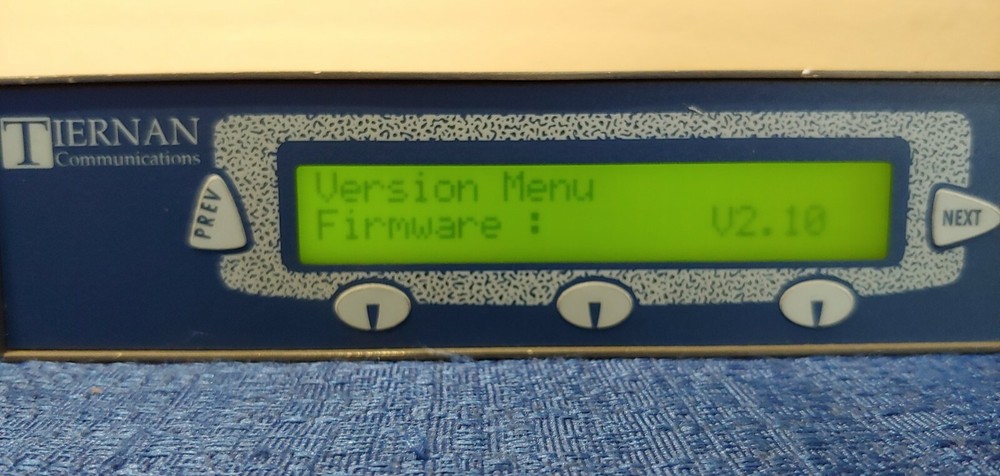 TIERNAN
Communications
PREV
Version Menu
Firmware : V2.10
NEXT